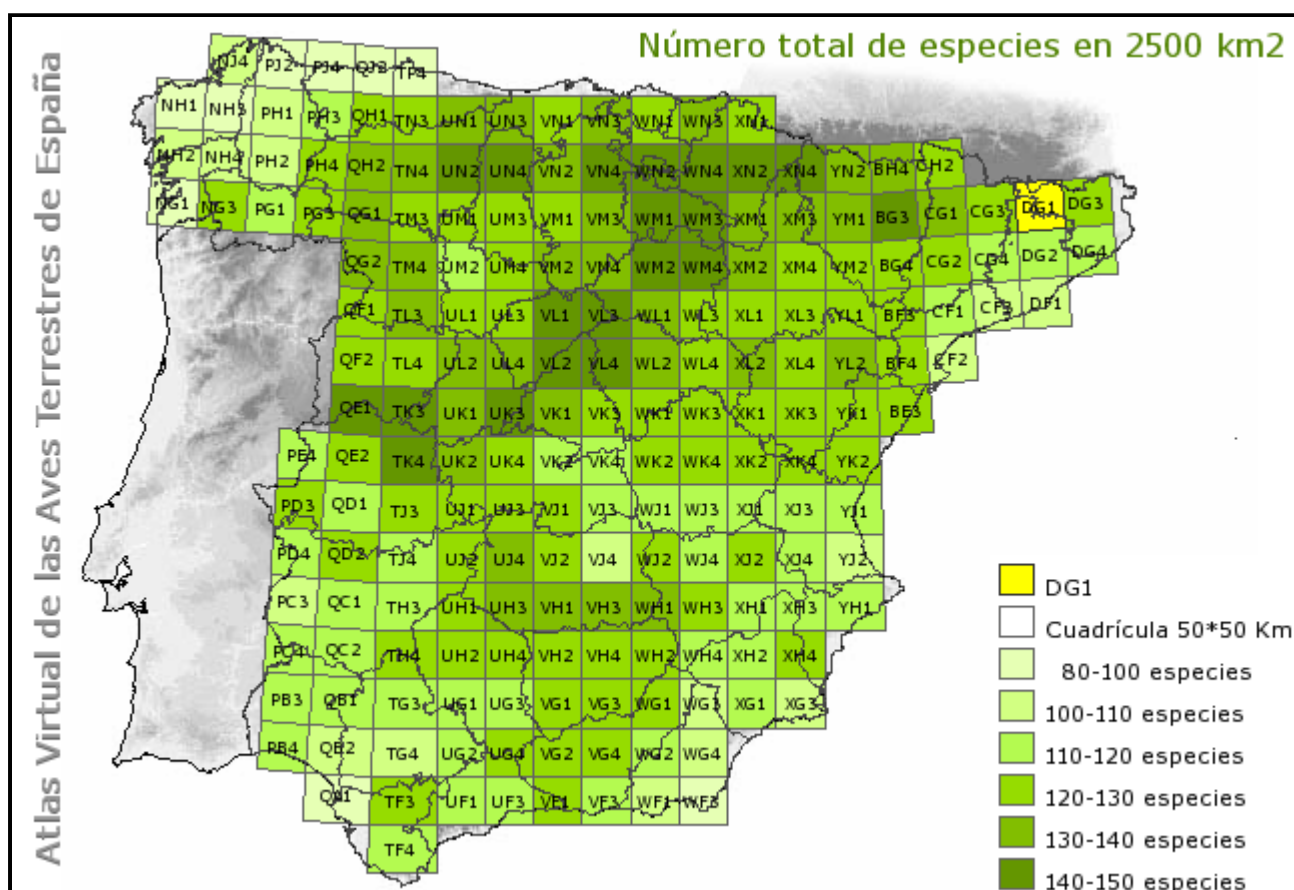 Atlas Virtual de las Aves Terrestres de España
Número total de especies en 2500 km2
NJ4 PJ2 PJ4 QJ2 TP4
NH1 NH3 PH1 PH3 QH1 TN3 UN1 UN3 VN1 VN3 WN1 WN3 XN1
NH2 NH4 PH2 PH4 QH2 TN4 UN2 UN4 VN2 VN4 WN2 WN4 XN2 XN4 YN2 BH4 CH2
NG1 NG3 PG1 PG3 QG1 TM3 UM1 UM3 VM1 VM3 WM1 WM3 XM1 XM3 YM1 BG3 CG1 CG3 DG1 DG3
QG2 TM4 UM2 UM4 VM2 VN4 WM2 WM4 XM2 XM4 YM2 BG4 CG2 CG4 DG2 DG4
QF1 TL3 UL1 UL3 VL1 VL3 WL1 WL3 XL1 XL3 YL1 BF3 CF1 CF3 DF1
QF2 TL4 UL2 UL4 VL2 VL4 WL2 WL4 XL2 XL4 YL2 BF4 CF2
QE1 TK3 UK1 UK3 VK1 VK3 WK1 WK3 XK1 XK3 YK1 BE3
PE4 QE2 TK4 UK2 UK4 VK2 VK4 WK2 WK4 XK2 XK4 YK2
PD3 QD1 TJ3 UJ1 UJ3 VJ1 VJ3 WJ1 WJ3 XJ1 XJ3 YJ1
PD4 QD2 TJ4 UJ2 UJ4 VJ2 VJ4 WJ2 WJ4 XJ2 XJ4 YJ2
PC3 QC1 TH3 UH1 UH3 VH1 VH3 WH1 WH3 XH1 XH3 YH1
PC4 QC2 TH4 UH2 UH4 VH2 VH4 WH2 WH4 XH2 XH4
PB3 QB1 TG3 UG1 UG3 VG1 VG3 WG1 WG3 XG1 XG3
PB4 QB2 TG4 UG2 UG4 VG2 VG4 WG2 WG4
QA1 TF3 UF1 UF3 VF1 VF3 WF1 WF3
TF4
DG1
Cuadrícula 50*50 Km
80-100 especies
100-110 especies
110-120 especies
120-130 especies
130-140 especies
140-150 especies